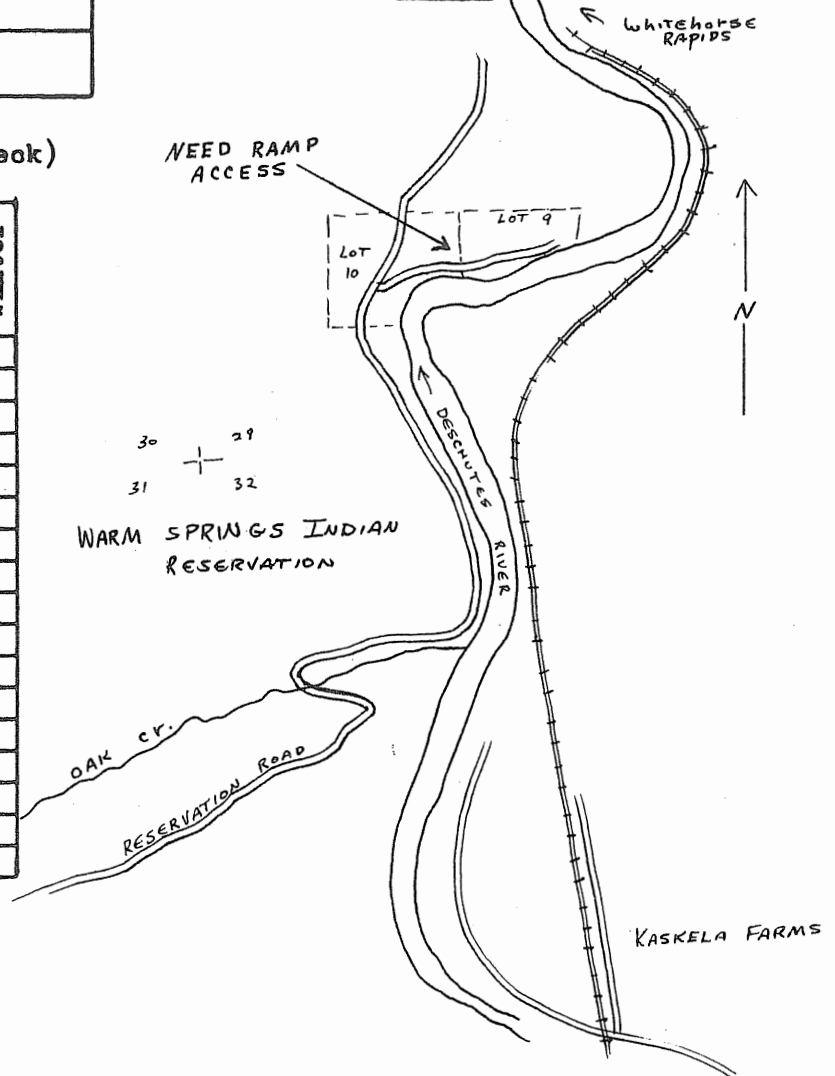 WHITEHORSE
RAPIDS
NEED RAMP
ACCESS
LOT 9
LOT
10
N
30 29
31 32
DESCHUTES
RIVER
WARM SPRINGS INDIAN
RESERVATION
OAK Cr.
RESERVATION ROAD
KASKELA FARMS